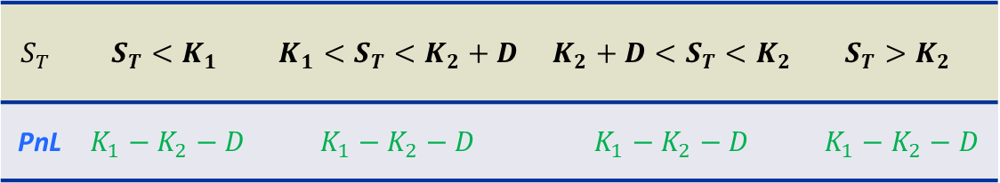 S_T S_T < K_1 K_1 < S_T < K_2 + D K_2 + D < S_T < K_2 S_T > K_2
PnL K_1 − K_2 − D K_1 − K_2 − D K_1 − K_2 − D K_1 − K_2 − D